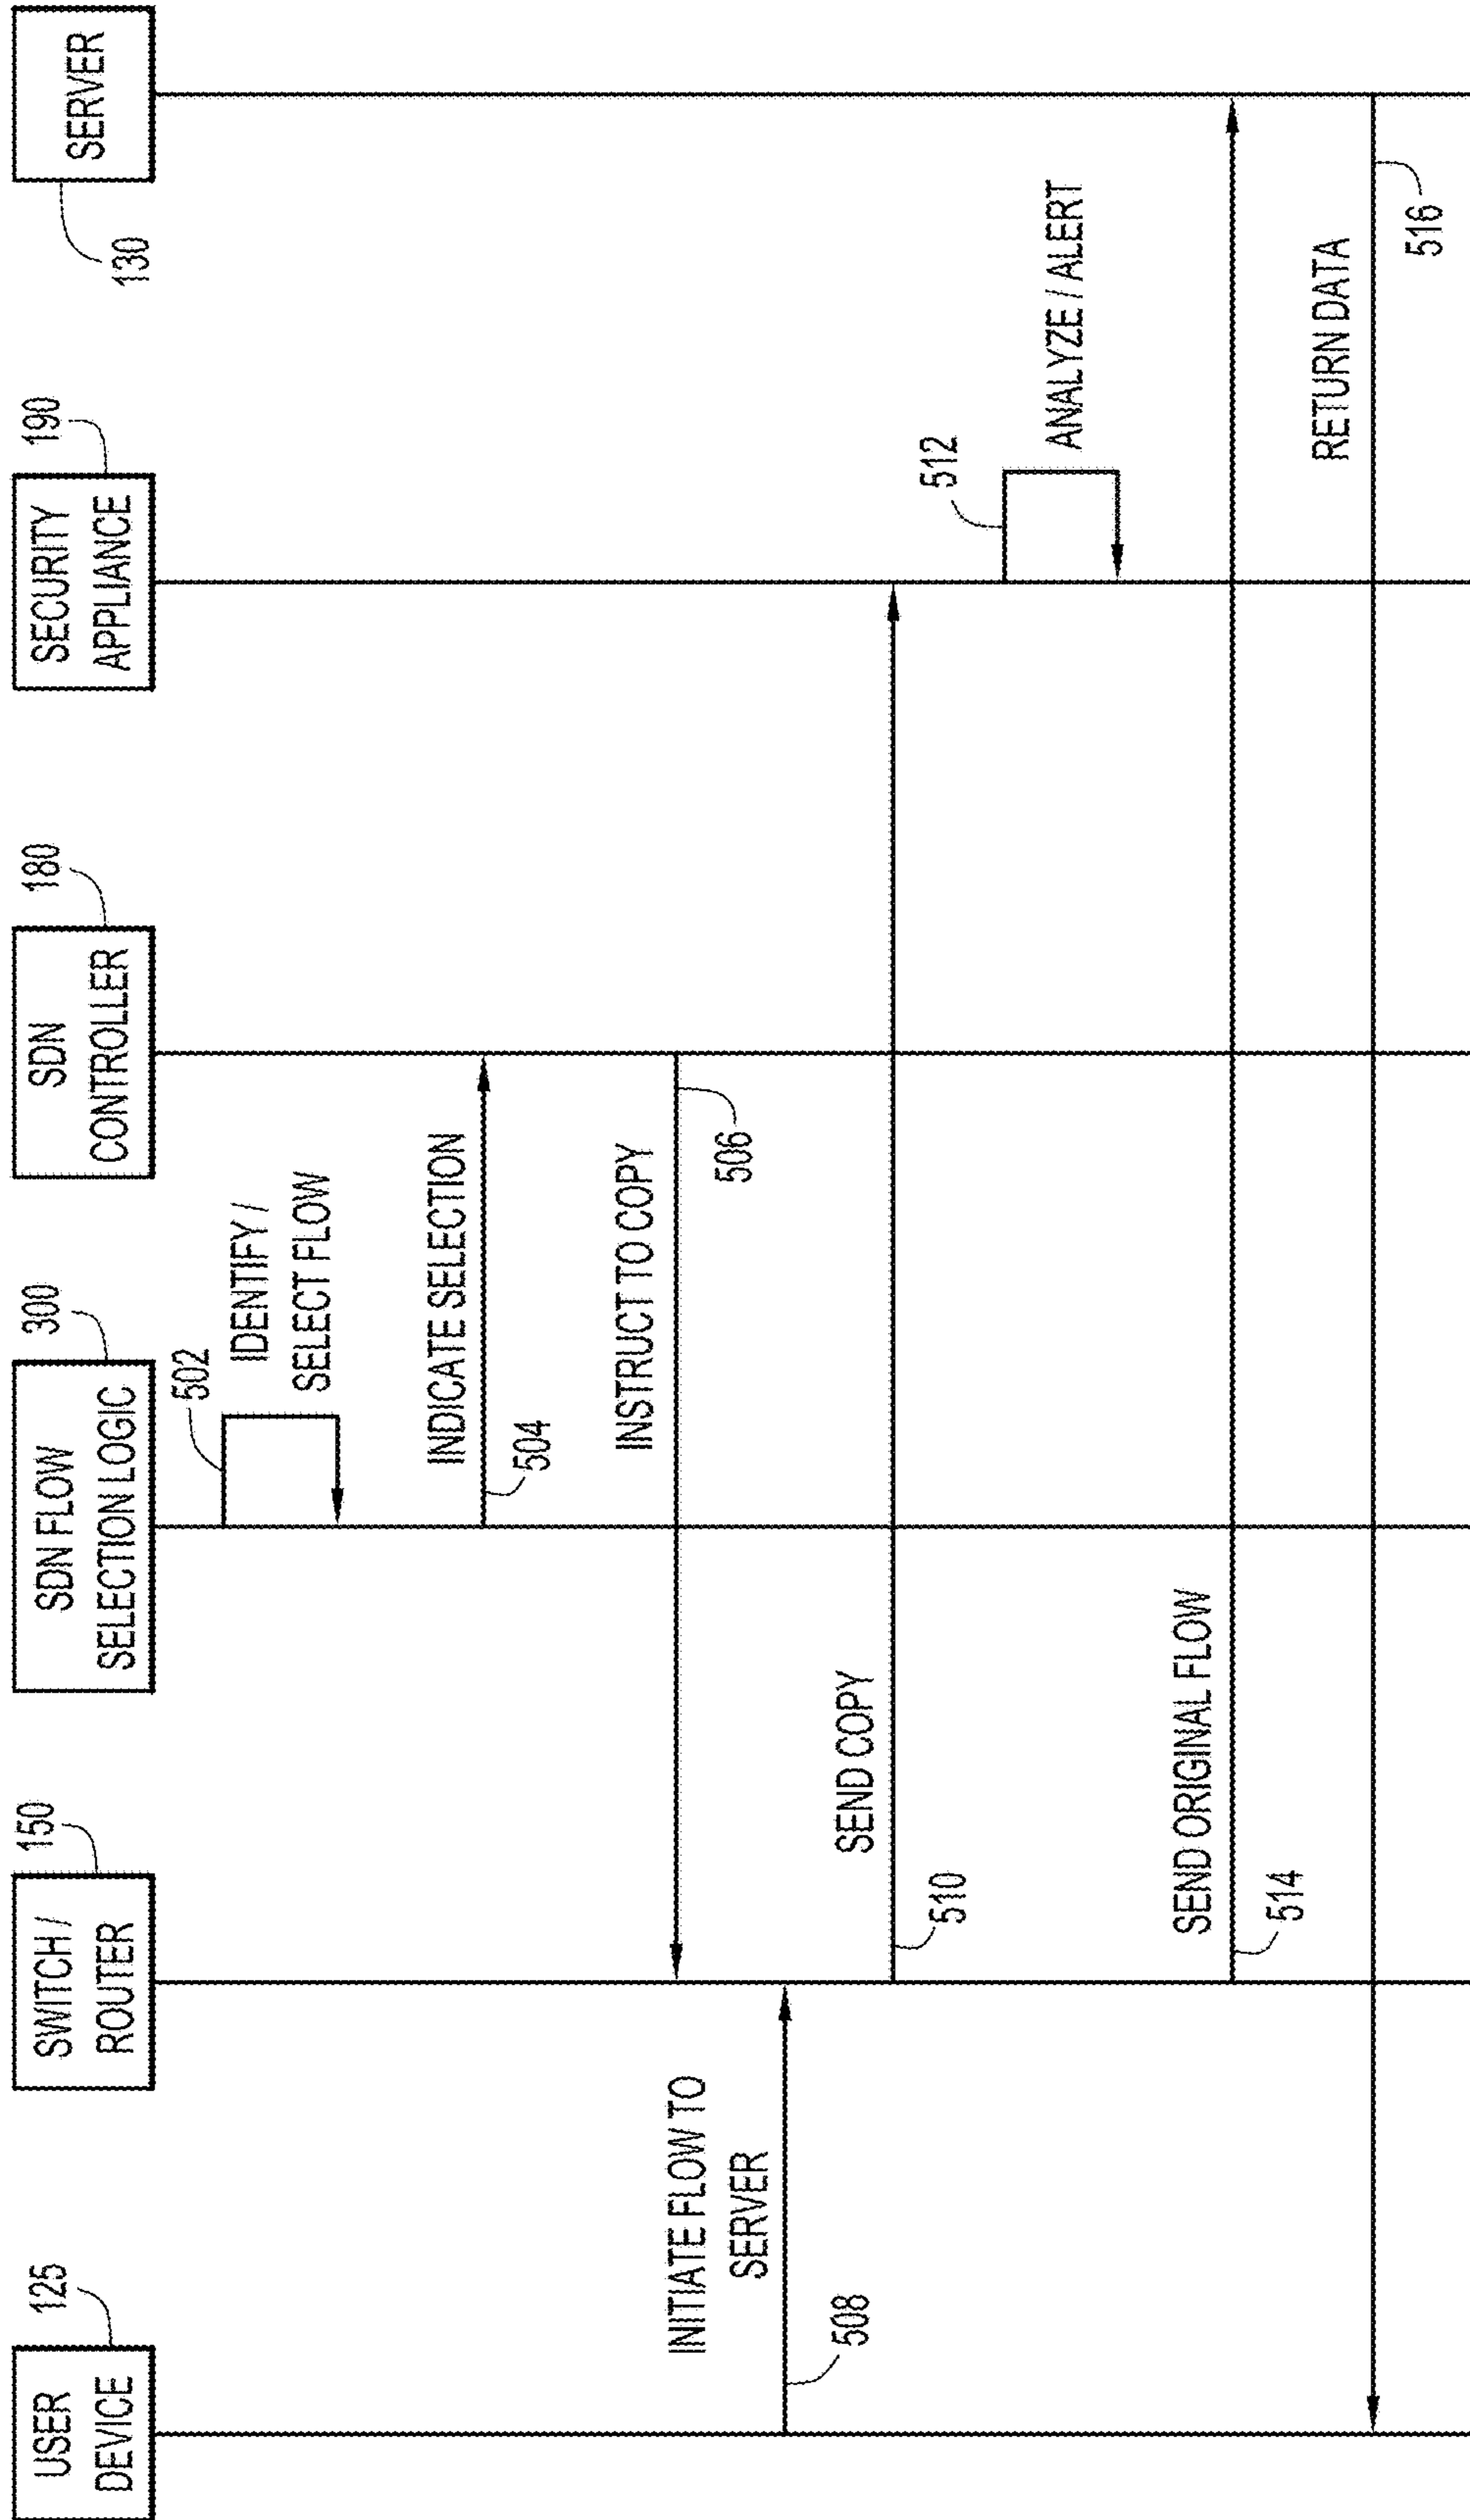 USER
DEVICE
125
SWITCH /
ROUTER
150
SDN FLOW
SELECTION LOGIC
300
SDN
CONTROLLER
180
SECURITY
APPLIANCE
190
SERVER
130
502
IDENTIFY /
SELECT FLOW
INDICATE SELECTION
504
INSTRUCT TO COPY
506
INITIATE FLOW TO
SERVER
508
SEND COPY
510
512
ANALYZE / ALERT
SEND ORIGINAL FLOW
514
RETURN DATA
516